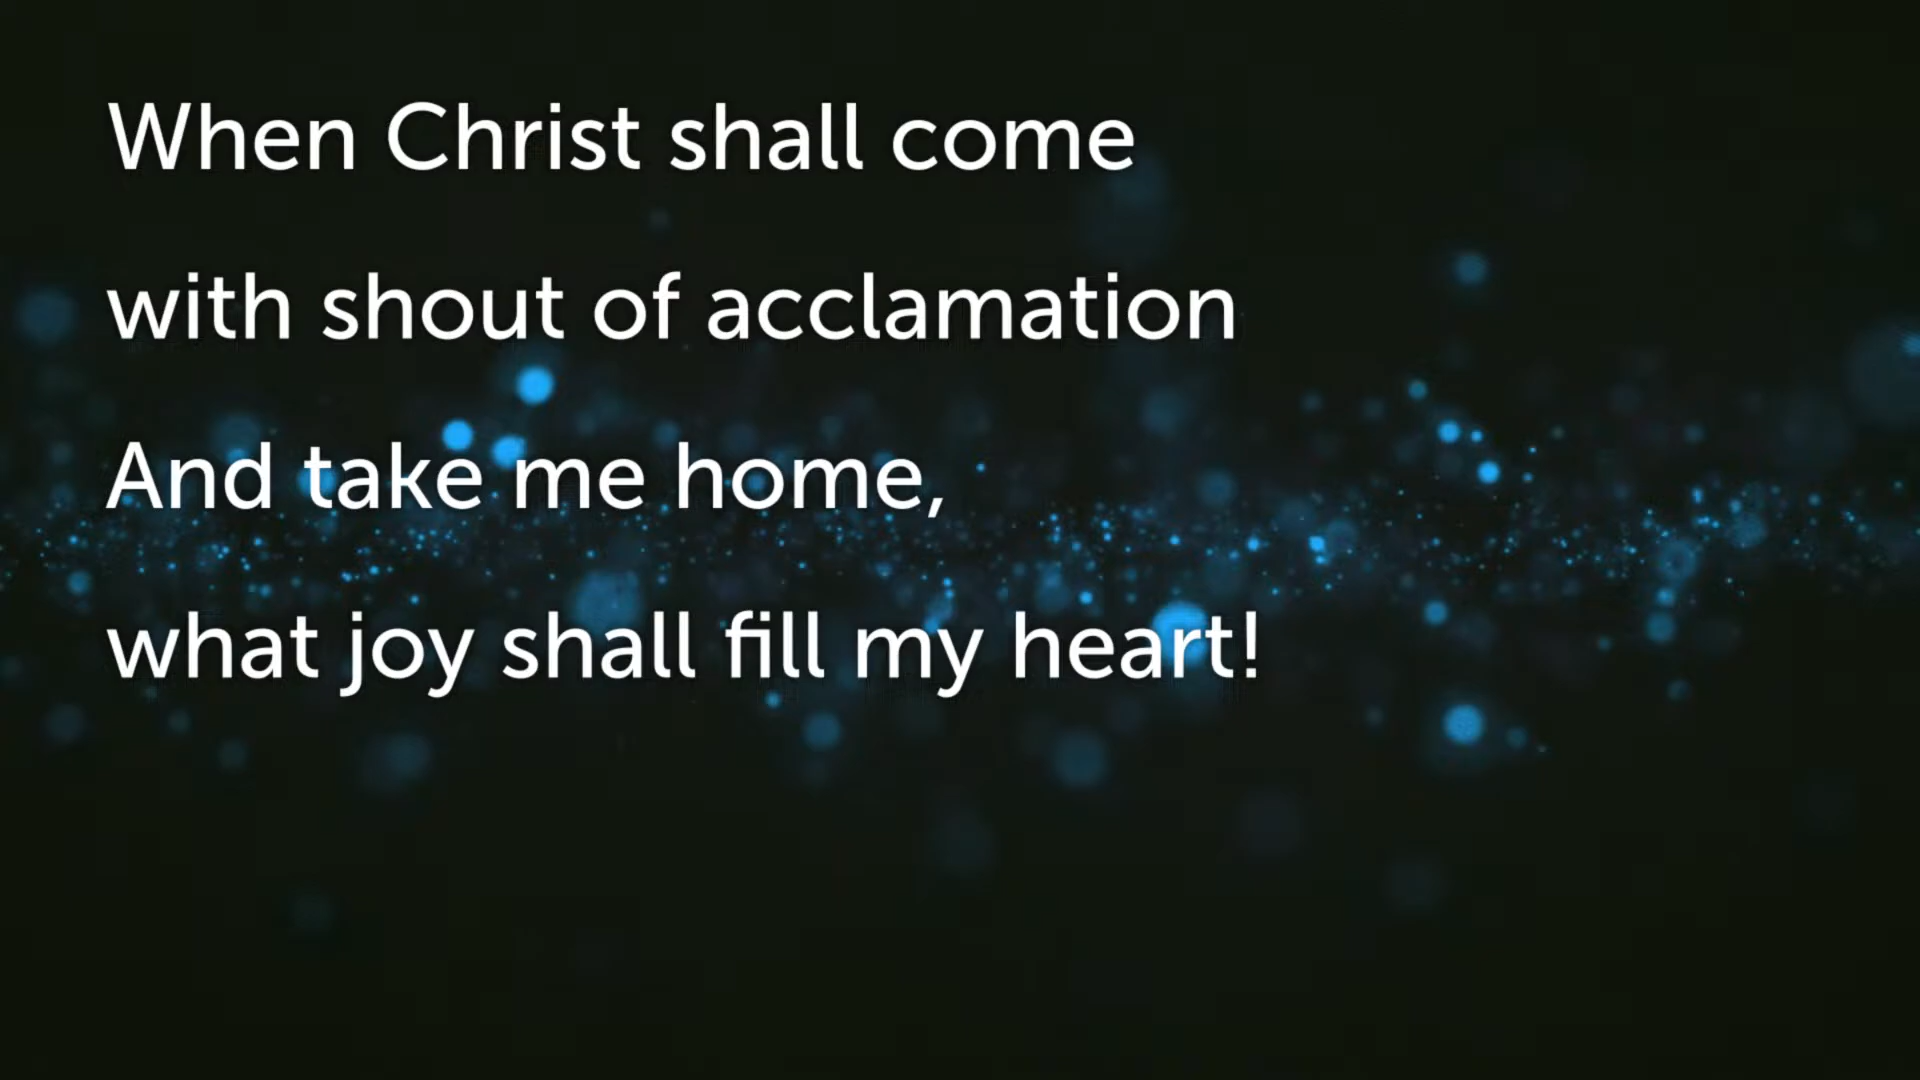 When Christ shall come
with shout of acclamation
And take me home,
what joy shall fill my heart!